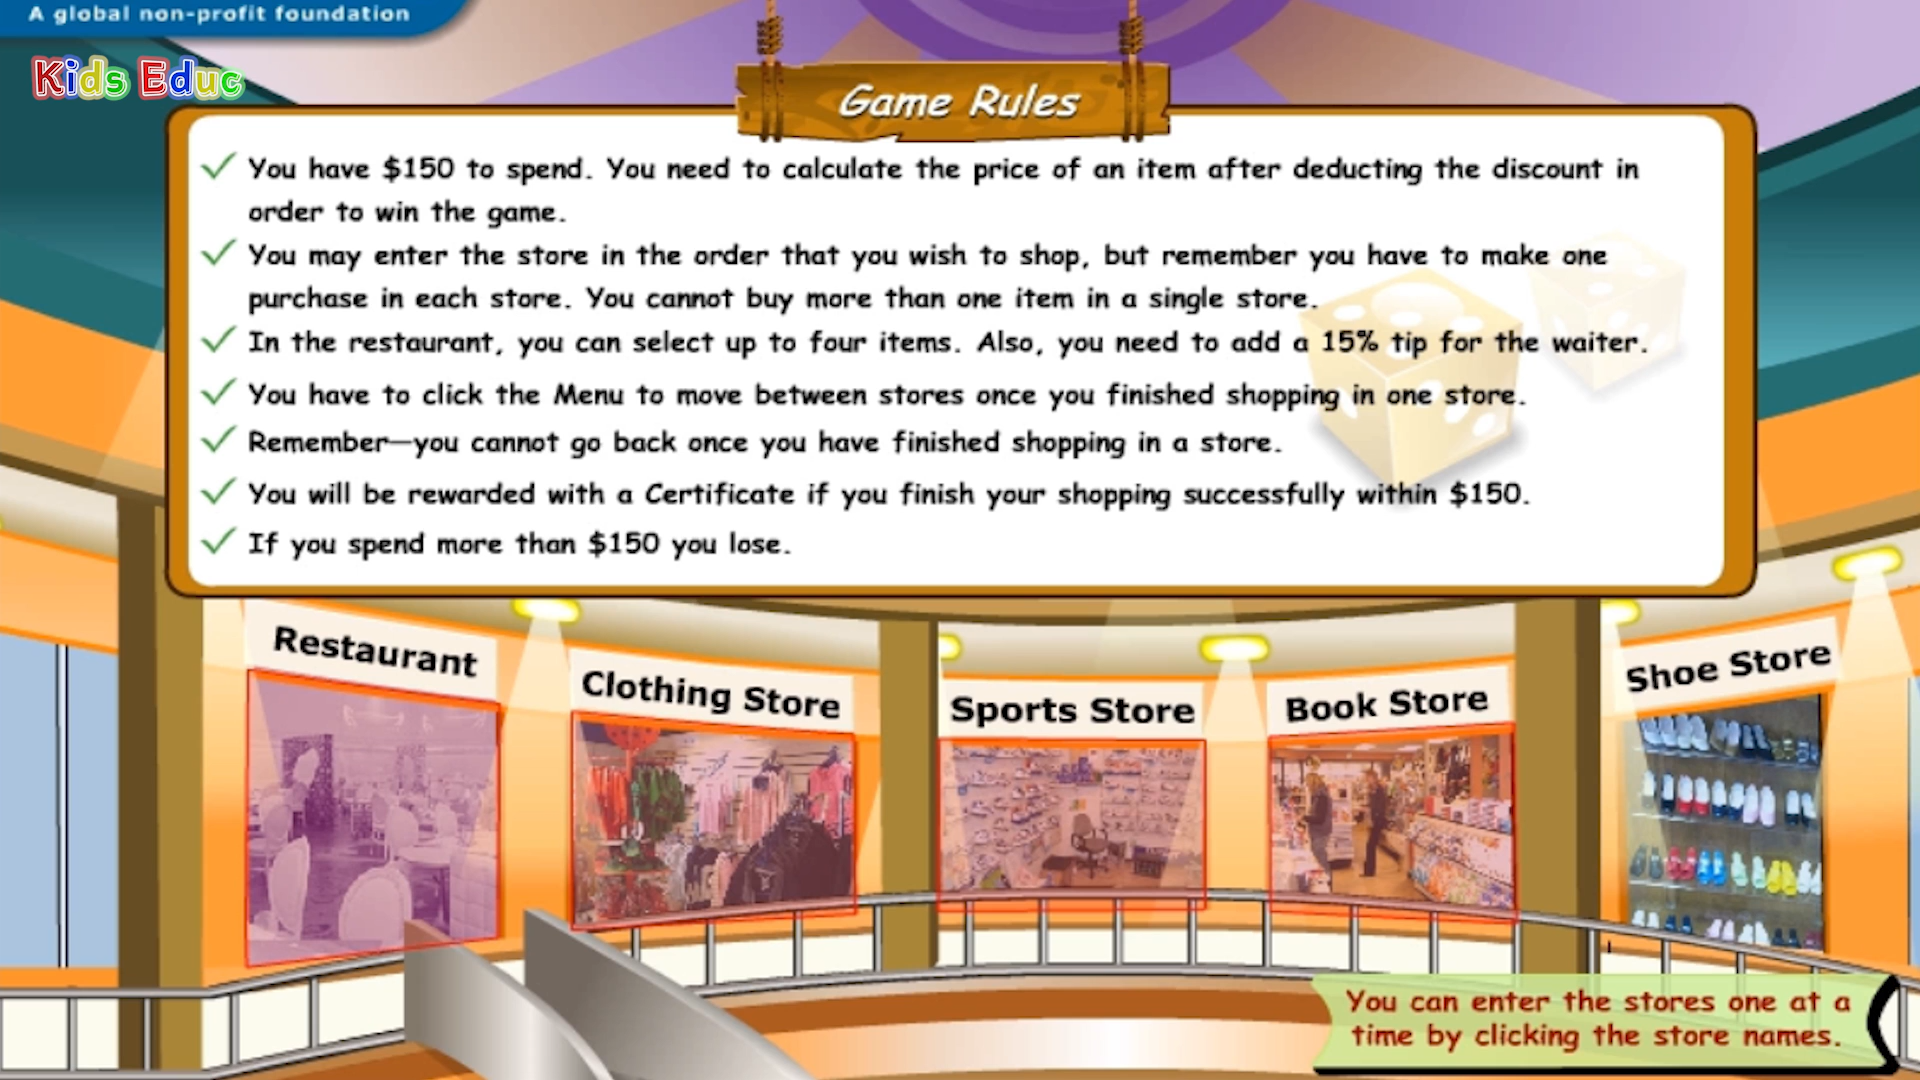 A global non-profit foundation
Kids Educ
Game Rules
You have $150 to spend. You need to calculate the price of an item after deducting the discount in
order to win the game.
You may enter the store in the order that you wish to shop, but remember you have to make one
purchase in each store. You cannot buy more than one item in a single store.
In the restaurant, you can select up to four items. Also, you need to add a 15% tip for the waiter.
You have to click the Menu to move between stores once you finished shopping in one store.
Remember—you cannot go back once you have finished shopping in a store.
You will be rewarded with a Certificate if you finish your shopping successfully within $150.
If you spend more than $150 you lose.
Restaurant
Clothing Store
Sports Store
Book Store
Shoe Store
You can enter the stores one at a
time by clicking the store names.